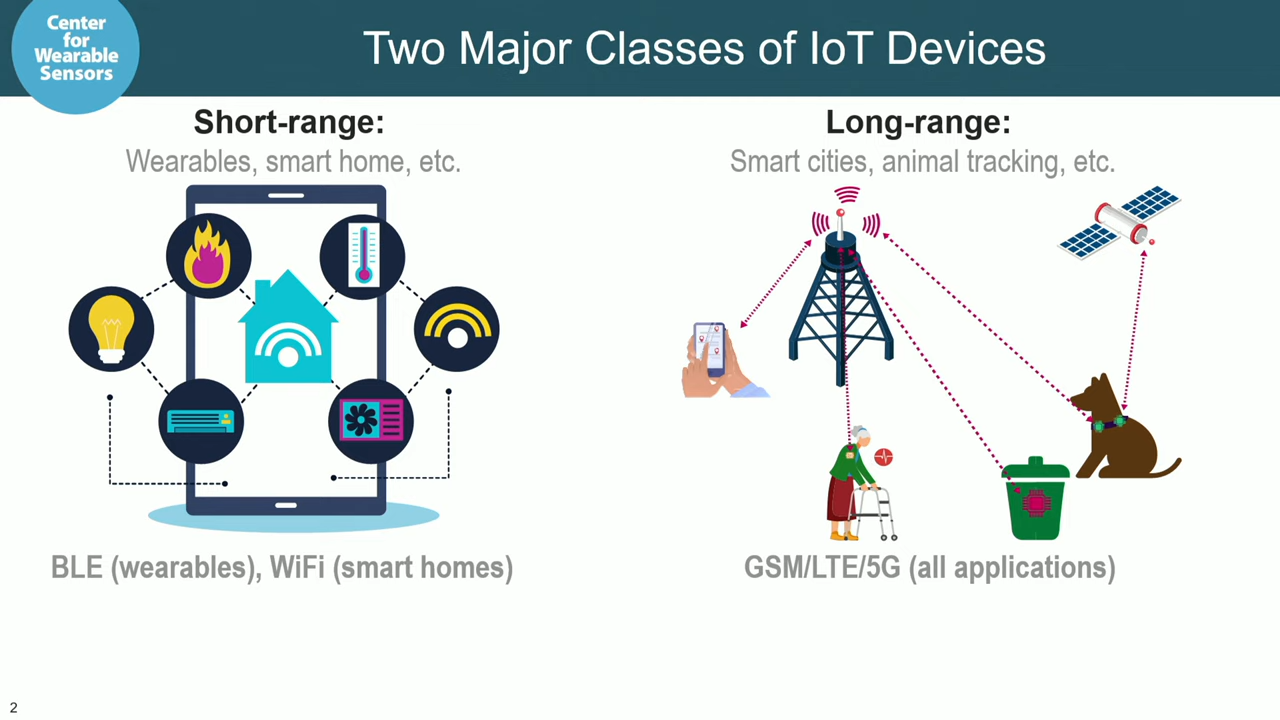 Center
for
Wearable
Sensors
Two Major Classes of IoT Devices
Short-range:
Wearables, smart home, etc.
BLE (wearables), WiFi (smart homes)
Long-range:
Smart cities, animal tracking, etc.
GSM/LTE/5G (all applications)
2